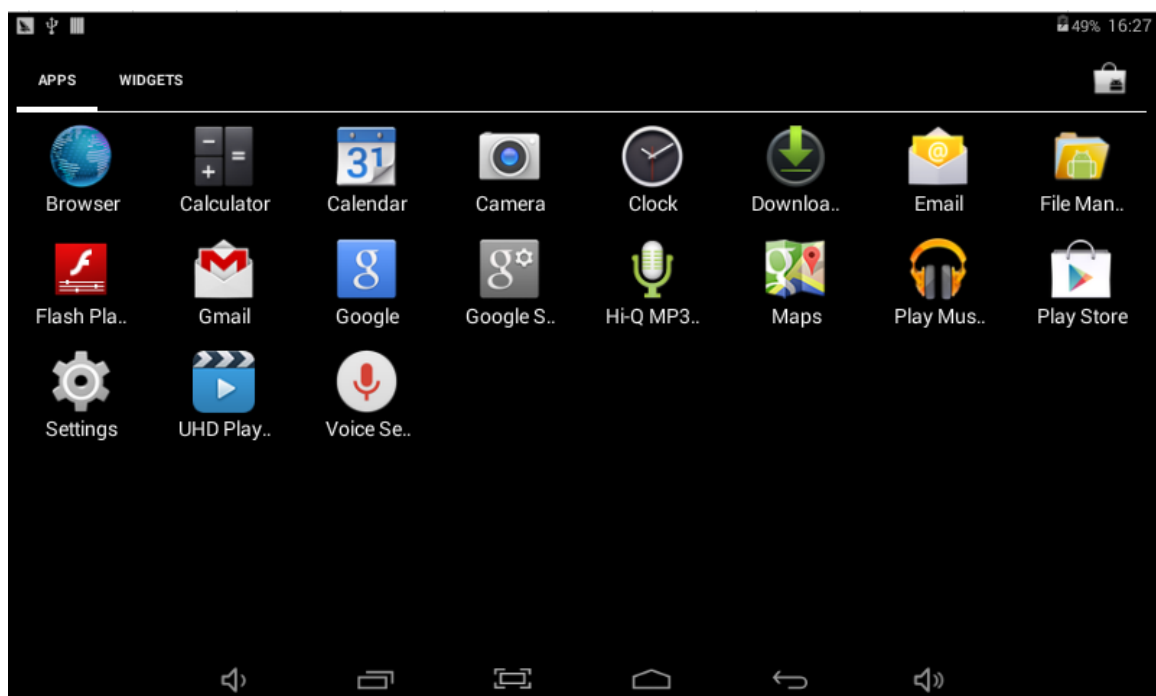 49% 16:27
APPS WIDGETS
31
Browser Calculator Calendar Camera Clock Downloa.. Email File Man..
Flash Pla.. Gmail Google Google S.. Hi-Q MP3.. Maps Play Mus.. Play Store
Settings UHD Play.. Voice Se..